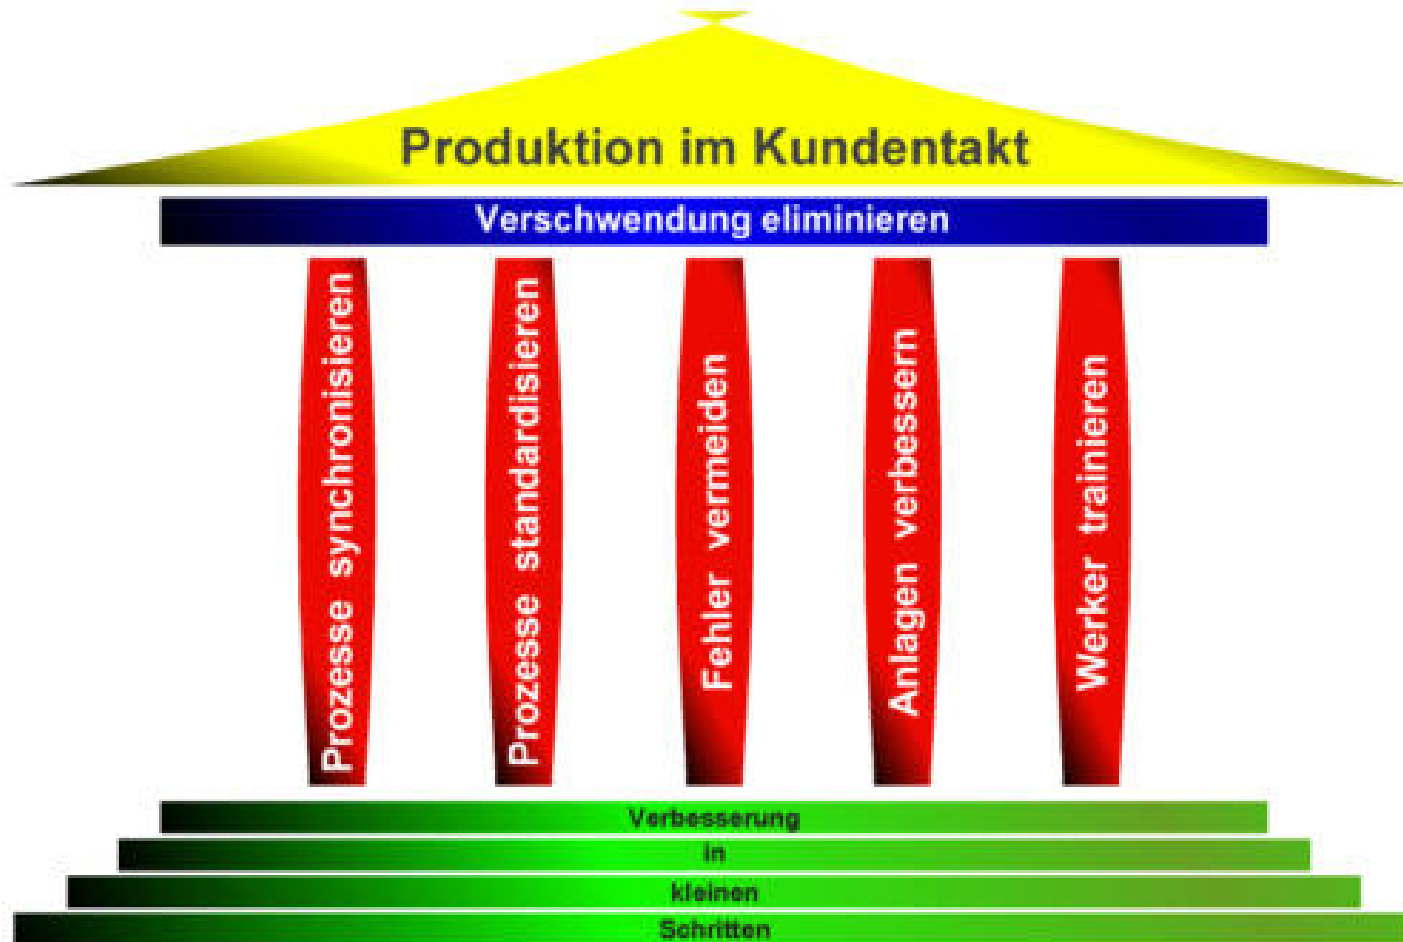 Produktion im Kundentakt
Verschwendung eliminieren
Prozesse synchronisieren
Prozesse standardisieren
Fehler vermeiden
Anlagen verbessern
Werker trainieren
Verbesserung
in
kleinen
Schritten